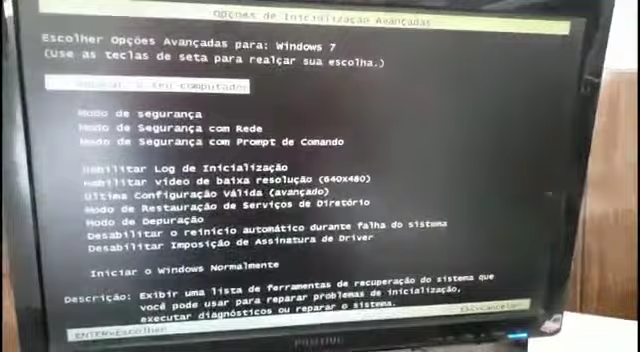 Opções de Inicialização Avançadas
Escolher Opções Avançadas para: Windows 7
(Use as teclas de seta para realçar sua escolha.)
Reparar o seu computador
Modo de segurança
Modo de Segurança com Rede
Modo de Segurança com Prompt de Comando
Habilitar Log de Inicialização
Habilitar vídeo de baixa resolução (640x480)
Última Configuração Válida (avançado)
Modo de Restauração de Serviços de Diretório
Modo de Depuração
Desabilitar o reinício automático durante falha do sistema
Desabilitar Imposição de Assinatura de Driver
Iniciar o Windows Normalmente
Descrição: Exibir uma lista de ferramentas de recuperação do sistema que
você pode usar para reparar problemas de inicialização,
executar diagnósticos ou reparar o sistema.
ENTER=Escolher
ESC=Cancelar
POSITIVO